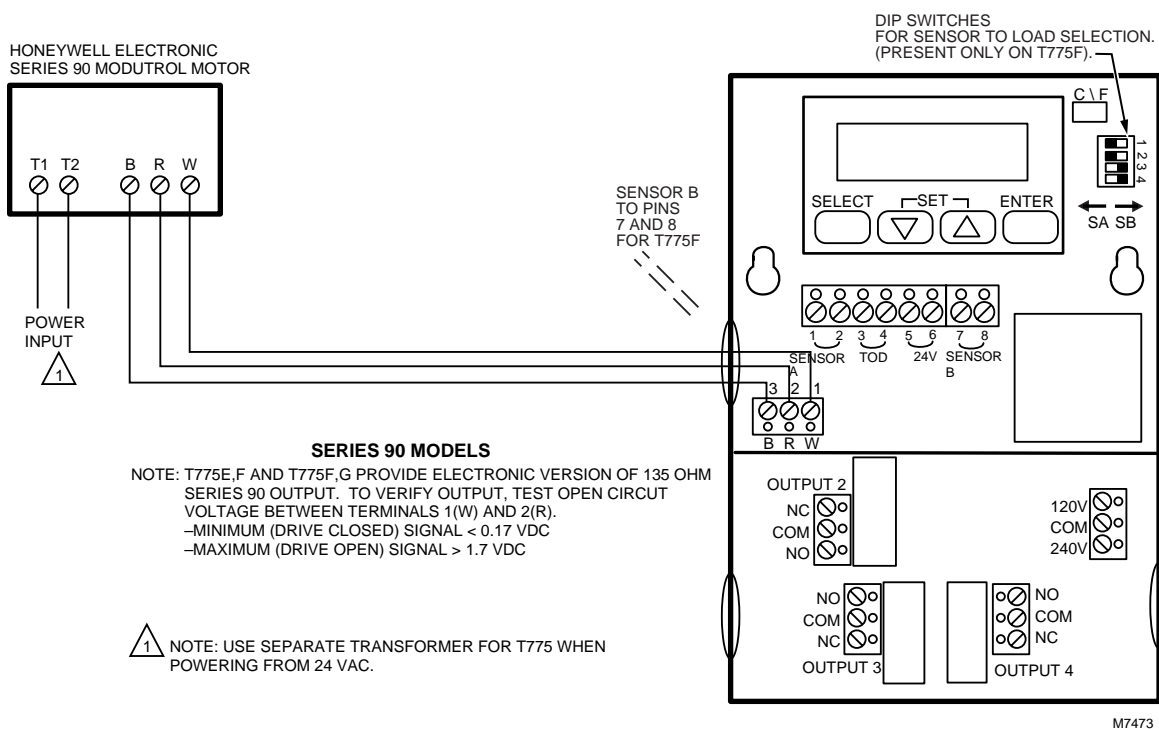 DIP SWITCHES
FOR SENSOR TO LOAD SELECTION.
(PRESENT ONLY ON T775F).
HONEYWELL ELECTRONIC
SERIES 90 MODUTROL MOTOR
T1 T2 B R W
POWER
INPUT
1
SENSOR B
TO PINS
7 AND 8
FOR T775F
C \ F
1
2
3
4
SELECT SET ENTER
SA SB
1 2 3 4 5 6 7 8
SENSOR A TOD 24V SENSOR B
3 2 1
B R W
SERIES 90 MODELS
NOTE: T775E,F AND T775F,G PROVIDE ELECTRONIC VERSION OF 135 OHM
SERIES 90 OUTPUT. TO VERIFY OUTPUT, TEST OPEN CIRCUT
VOLTAGE BETWEEN TERMINALS 1(W) AND 2(R).
–MINIMUM (DRIVE CLOSED) SIGNAL < 0.17 VDC
–MAXIMUM (DRIVE OPEN) SIGNAL > 1.7 VDC
1 NOTE: USE SEPARATE TRANSFORMER FOR T775 WHEN
POWERING FROM 24 VAC.
OUTPUT 2
NC
COM
NO
120V
COM
240V
NO
COM
NC
OUTPUT 3
NO
COM
NC
OUTPUT 4
M7473